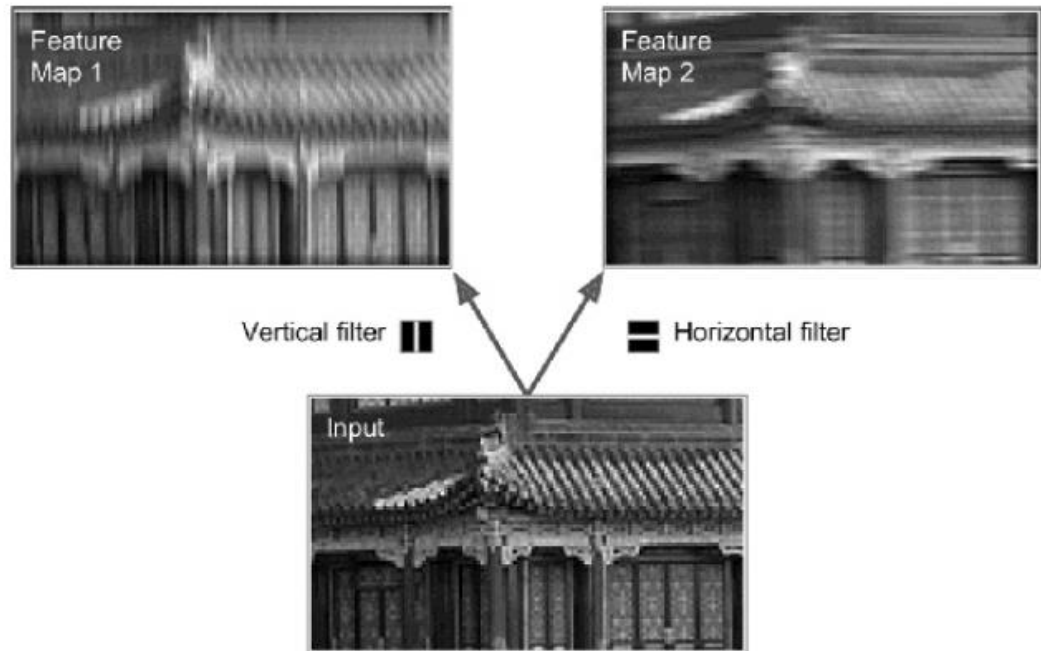 Feature
Map 1
Feature
Map 2
Vertical filter
Horizontal filter
Input